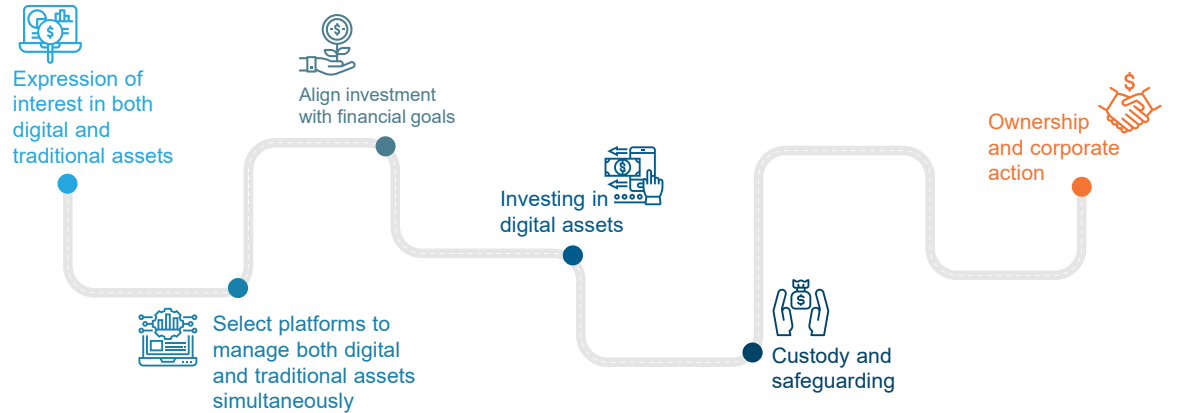 Expression of
interest in both
digital and
traditional assets
Select platforms to
manage both digital
and traditional assets
simultaneously
Align investment
with financial goals
Investing in
digital assets
Custody and
safeguarding
Ownership
and corporate
action